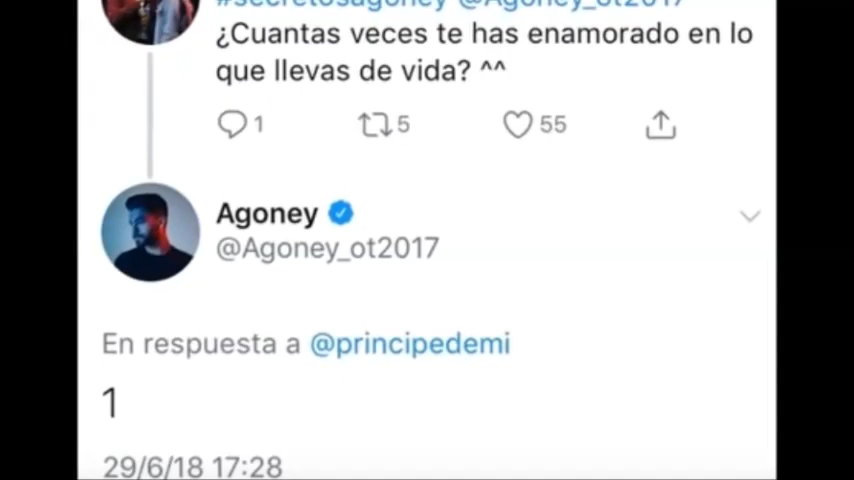 #secretosagoney @Agoney_ot2017
¿Cuantas veces te has enamorado en lo
que llevas de vida? ^^
1 5 55
Agoney
@Agoney_ot2017
En respuesta a @principedemi
1
29/6/18 17:28